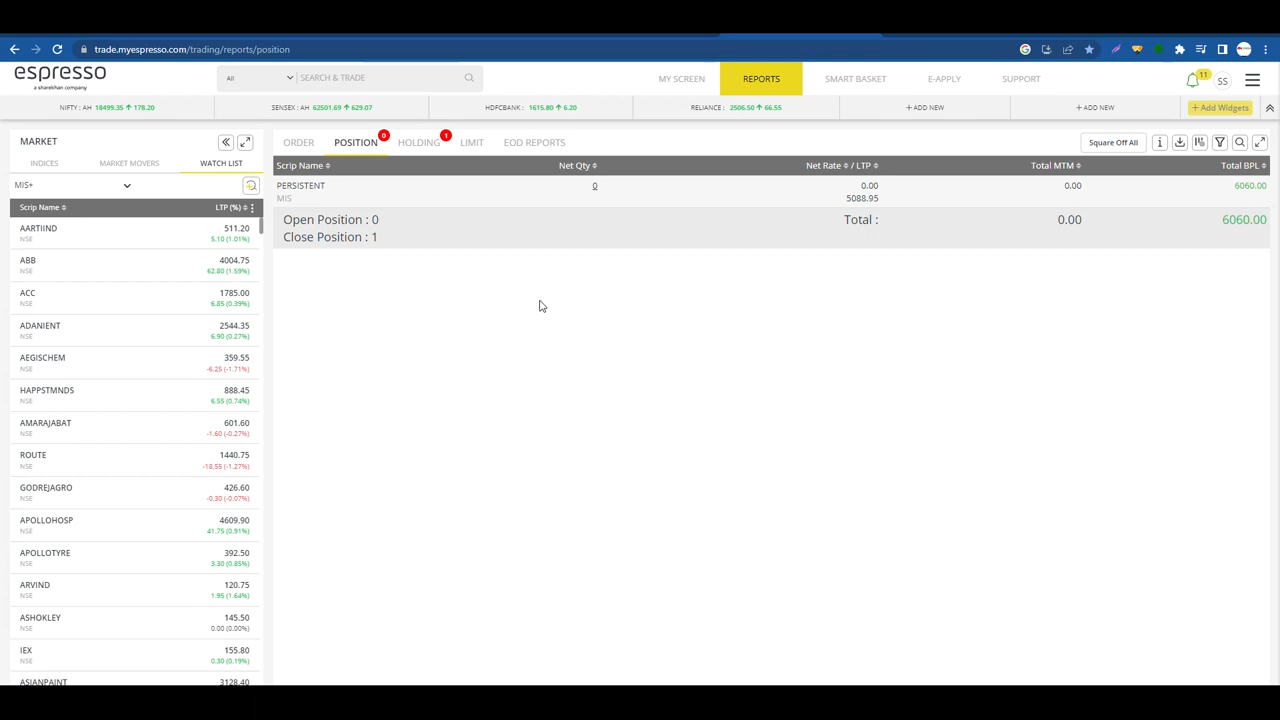 trade.myespresso.com/trading/reports/position
espresso
a sharekhan company
All
SEARCH & TRADE
MY SCREEN
REPORTS
SMART BASKET
E-APPLY
SUPPORT
11
SS
NIFTY : AH 18499.35 ↑ 178.20
SENSEX : AH 62501.69 ↑ 629.07
HDFCBANK : 1615.80 ↑ 6.20
RELIANCE : 2506.50 ↑ 66.55
+ ADD NEW
+ ADD NEW
+ Add Widgets
MARKET
INDICES
MARKET MOVERS
WATCH LIST
MIS+
Scrip Name
LTP (%)
AARTIIND 511.20
NSE 5.10 (1.01%)
ABB 4004.75
NSE 62.80 (1.59%)
ACC 1785.00
NSE 6.85 (0.39%)
ADANIENT 2544.35
NSE 6.90 (0.27%)
AEGISCHEM 359.55
NSE -6.25 (-1.71%)
HAPPSTMNDS 888.45
NSE 6.55 (0.74%)
AMARAJABAT 601.60
NSE -1.60 (-0.27%)
ROUTE 1440.75
NSE -18.55 (-1.27%)
GODREJAGRO 426.60
NSE -0.30 (-0.07%)
APOLLOHOSP 4609.90
NSE 41.75 (0.91%)
APOLLOTYRE 392.50
NSE 3.30 (0.85%)
ARVIND 120.75
NSE 1.95 (1.64%)
ASHOKLEY 145.50
NSE 0.00 (0.00%)
IEX 155.80
NSE 0.30 (0.19%)
ASIANPAINT 3128.40
ORDER
POSITION 0
HOLDING 1
LIMIT
EOD REPORTS
Square Off All
Scrip Name
Net Qty
Net Rate / LTP
Total MTM
Total BPL
PERSISTENT 0 0.00 0.00 6060.00
MIS 5088.95
Open Position : 0 Total : 0.00 6060.00
Close Position : 1